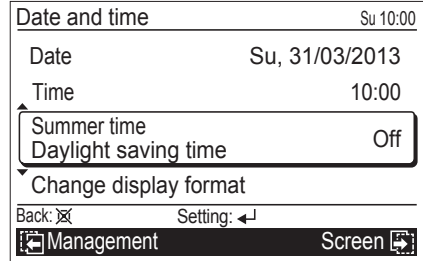 Date and time Su 10:00
Date Su, 31/03/2013
Time 10:00
Summer time
Daylight saving time Off
Change display format
Back: Setting:
Management Screen